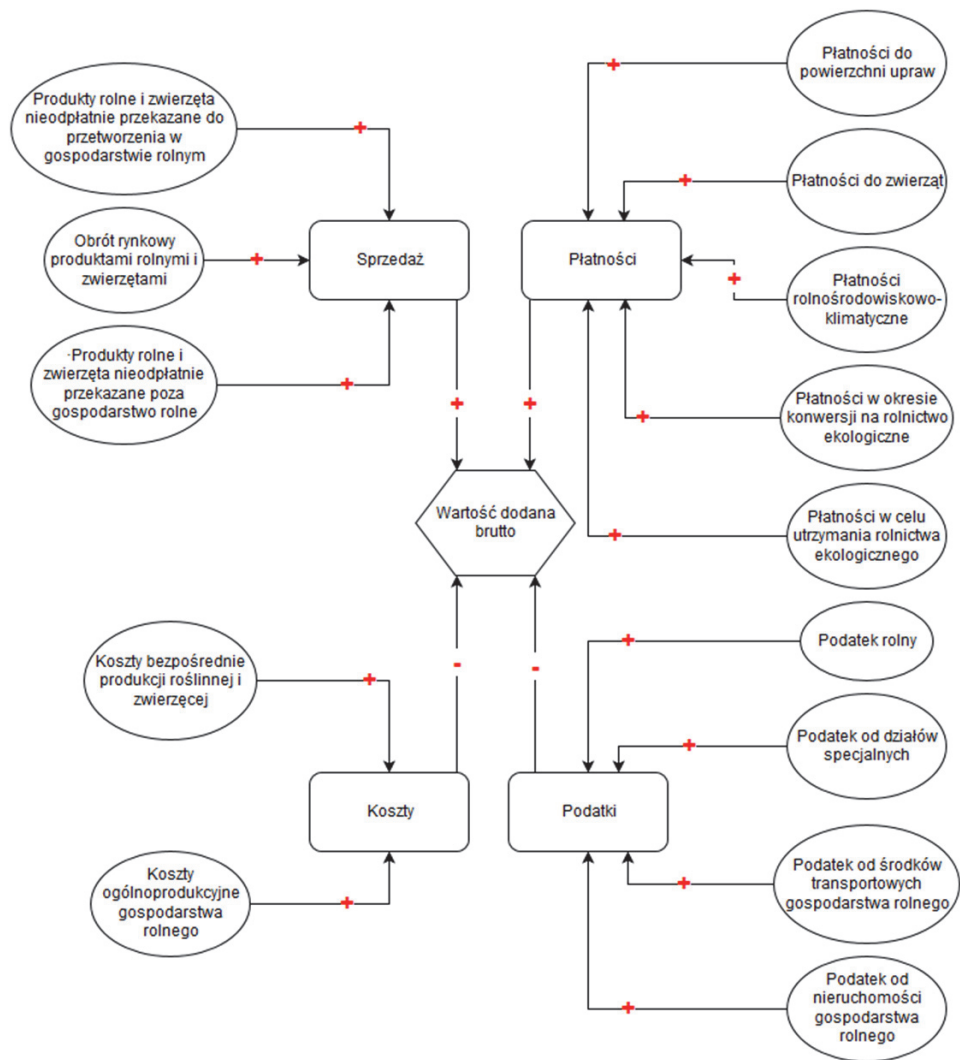 Płatności do
powierzchni upraw
+
Produkty rolne i zwierzęta
nieodpłatnie przekazane do
przetworzenia w
gospodarstwie rolnym
+
Płatności do zwierząt
+
Obrót rynkowy
produktami rolnymi i
zwierzętami
+
Sprzedaż
Płatności
+
Płatności
rolnośrodowiskowo-
klimatyczne
·Produkty rolne i
zwierzęta nieodpłatnie
przekazane poza
gospodarstwo rolne
+
+
+
+
Płatności w okresie
konwersji na rolnictwo
ekologiczne
Wartość dodana
brutto
+
Płatności w celu
utrzymania rolnictwa
ekologicznego
Koszty bezpośrednie
produkcji roślinnej i
zwierzęcej
+
-
-
+
Podatek rolny
+
Podatek od działów
specjalnych
Koszty
Podatki
Koszty
ogólnoprodukcyjne
gospodarstwa
rolnego
+
+
Podatek od środków
transportowych
gospodarstwa rolnego
+
Podatek od
nieruchomości
gospodarstwa
rolnego